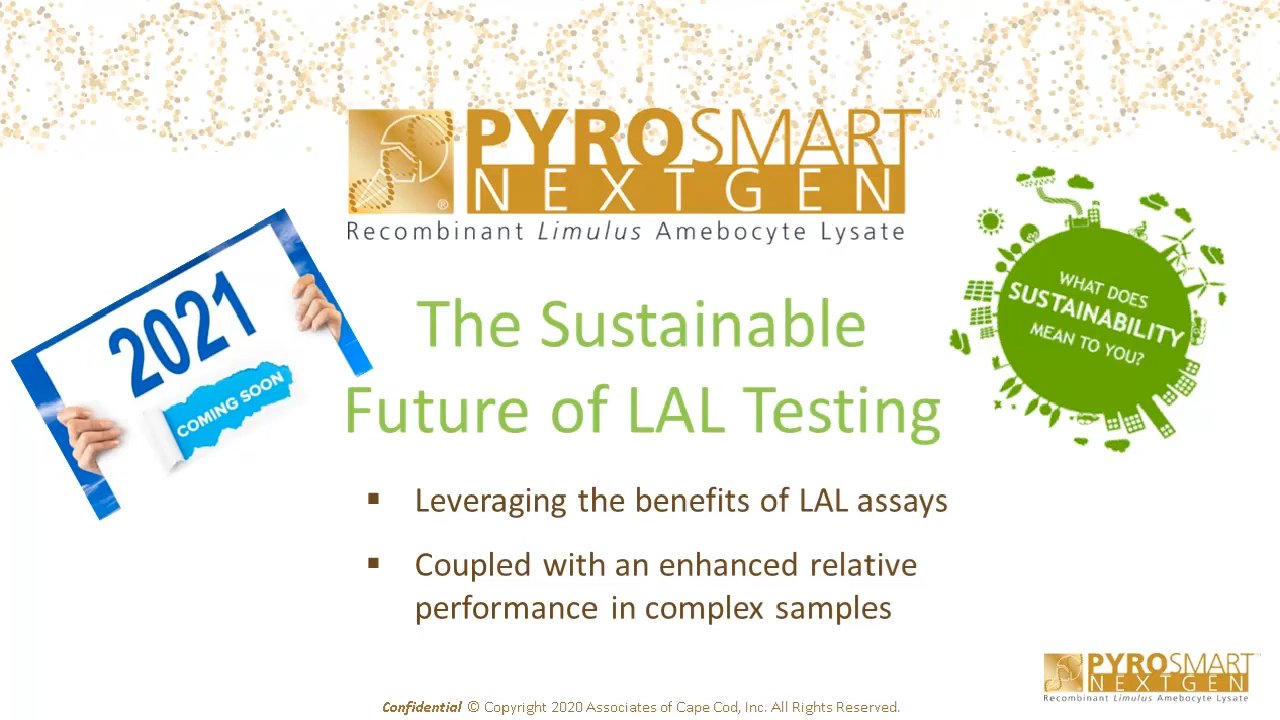 PYROSMART™
NEXTGEN
®
Recombinant Limulus Amebocyte Lysate
2021
COMING SOON
WHAT DOES
SUSTAINABILITY
MEAN TO YOU?
The Sustainable
Future of LAL Testing
▪ Leveraging the benefits of LAL assays
▪ Coupled with an enhanced relative
performance in complex samples
PYROSMART™
NEXTGEN
Recombinant Limulus Amebocyte Lysate
Confidential © Copyright 2020 Associates of Cape Cod, Inc. All Rights Reserved.